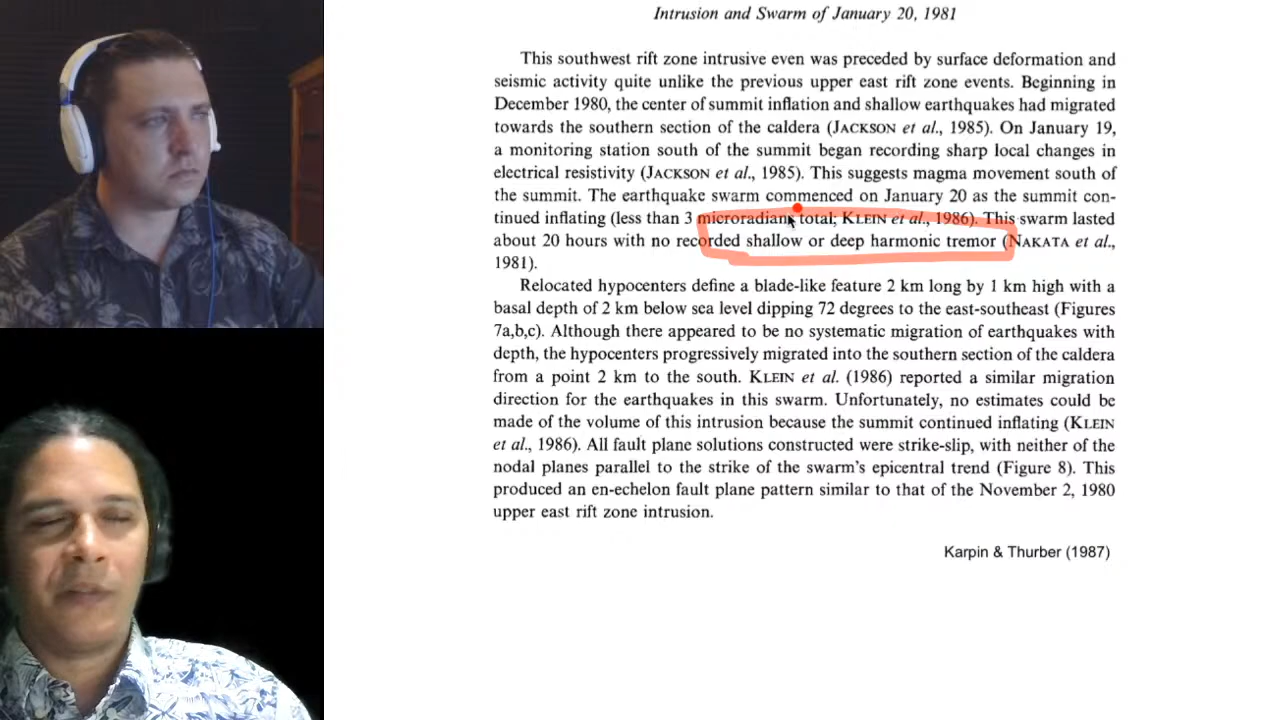 Intrusion and Swarm of January 20, 1981
This southwest rift zone intrusive even was preceded by surface deformation and
seismic activity quite unlike the previous upper east rift zone events. Beginning in
December 1980, the center of summit inflation and shallow earthquakes had migrated
towards the southern section of the caldera (JACKSON et al., 1985). On January 19,
a monitoring station south of the summit began recording sharp local changes in
electrical resistivity (JACKSON et al., 1985). This suggests magma movement south of
the summit. The earthquake swarm commenced on January 20 as the summit con-
tinued inflating (less than 3 microradians total; KLEIN et al., 1986). This swarm lasted
about 20 hours with no recorded shallow or deep harmonic tremor (NAKATA et al.,
1981).
Relocated hypocenters define a blade-like feature 2 km long by 1 km high with a
basal depth of 2 km below sea level dipping 72 degrees to the east-southeast (Figures
7a,b,c). Although there appeared to be no systematic migration of earthquakes with
depth, the hypocenters progressively migrated into the southern section of the caldera
from a point 2 km to the south. KLEIN et al. (1986) reported a similar migration
direction for the earthquakes in this swarm. Unfortunately, no estimates could be
made of the volume of this intrusion because the summit continued inflating (KLEIN
et al., 1986). All fault plane solutions constructed were strike-slip, with neither of the
nodal planes parallel to the strike of the swarm's epicentral trend (Figure 8). This
produced an en-echelon fault plane pattern similar to that of the November 2, 1980
upper east rift zone intrusion.
Karpin & Thurber (1987)